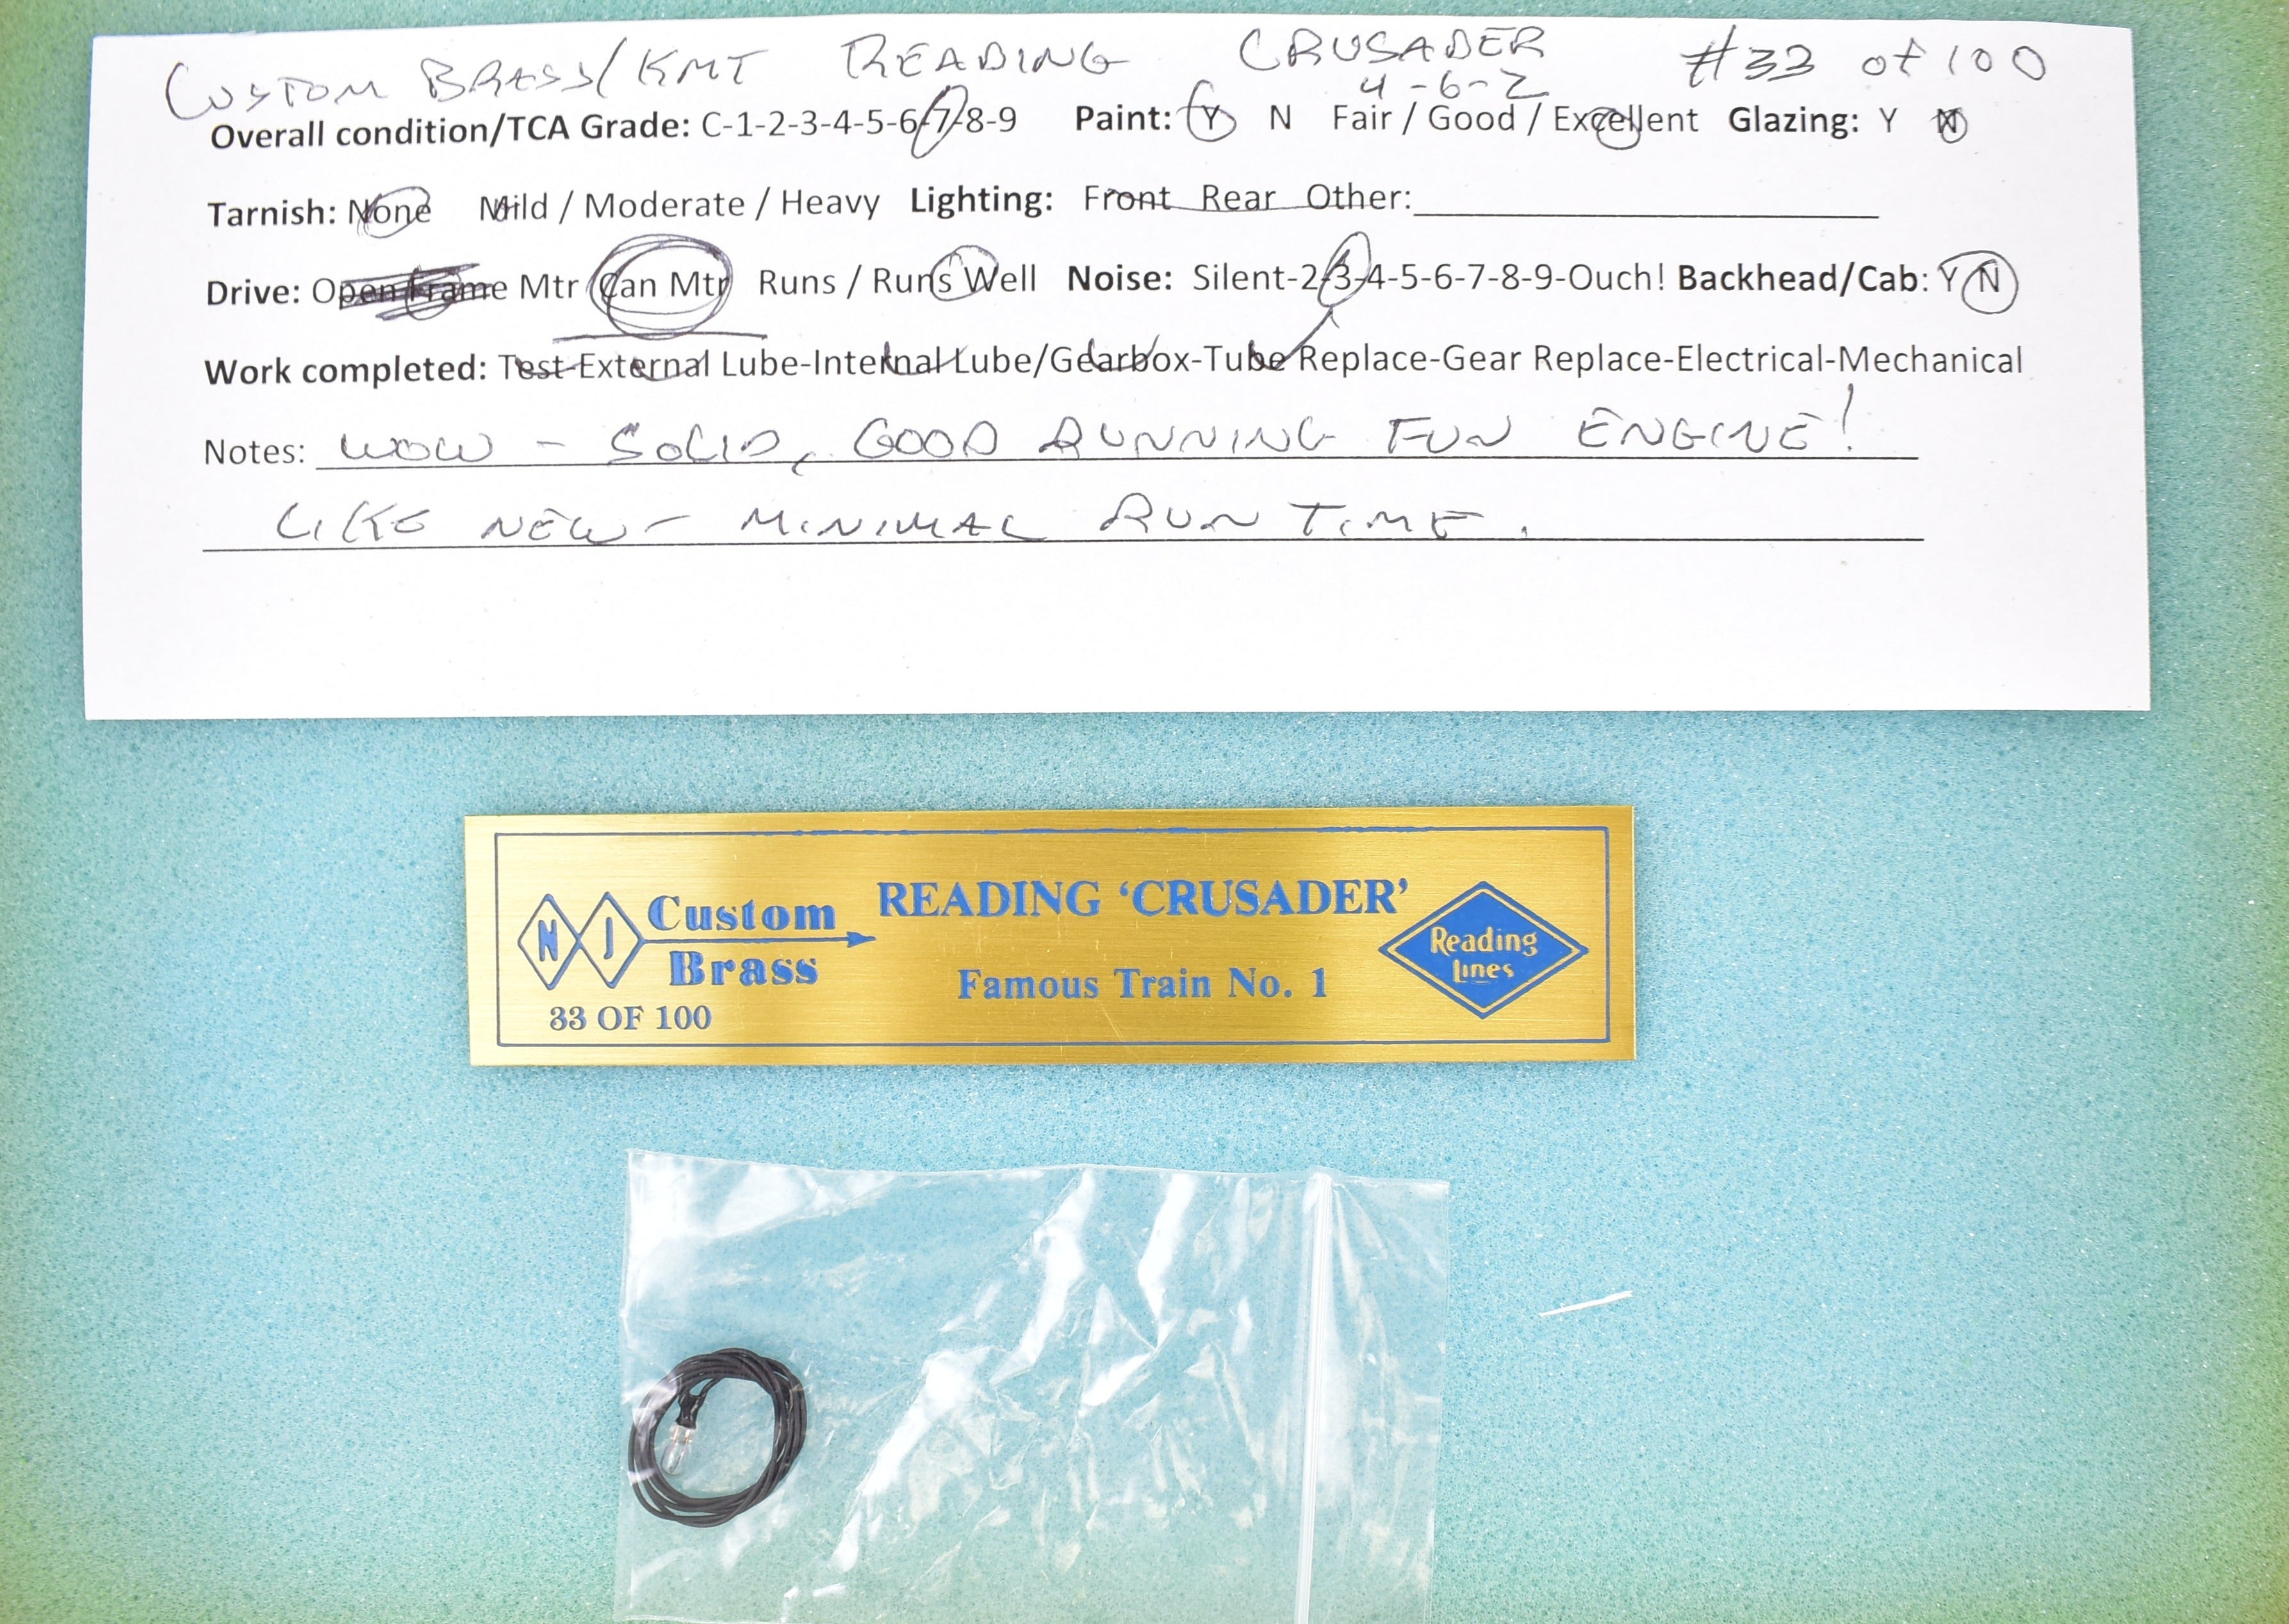 CUSTOM BRASS/KMT READING CRUSADER #33 of 100
4-6-2
Overall condition/TCA Grade: C-1-2-3-4-5-6-7-8-9 Paint: Y N Fair / Good / Excellent Glazing: Y N
Tarnish: None Mild / Moderate / Heavy Lighting: Front Rear Other:
Drive: Open Frame Mtr Can Mtr Runs / Runs Well Noise: Silent-2-3-4-5-6-7-8-9-Ouch! Backhead/Cab: Y N
Work completed: Test-External Lube-Internal Lube/Gearbox-Tube Replace-Gear Replace-Electrical-Mechanical
Notes: WOW - SOLID, GOOD RUNNING FUN ENGINE!
LIKE NEW - MINIMAL RUN TIME.
NJ Custom Brass
33 OF 100
READING 'CRUSADER'
Famous Train No. 1
Reading
Lines